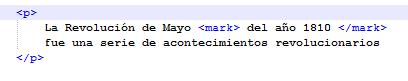 <p>
La Revolución de Mayo <mark> del año 1810 </mark>
fue una serie de acontecimientos revolucionarios
</p>